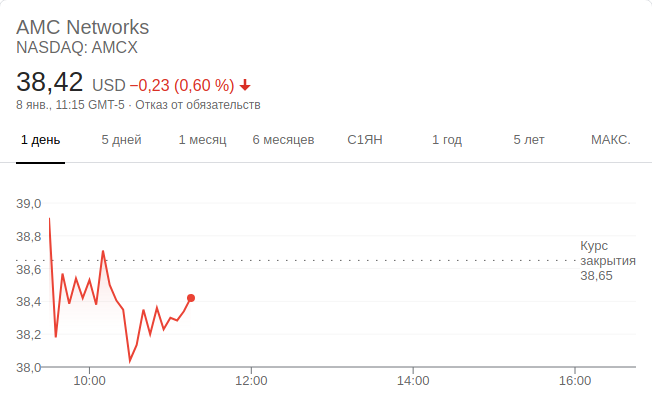 AMC Networks
NASDAQ: AMCX
38,42 USD −0,23 (0,60 %)
8 янв., 11:15 GMT-5 · Отказ от обязательств
1 день 5 дней 1 месяц 6 месяцев С1ЯН 1 год 5 лет МАКС.
39,0
38,8
Курс
закрытия
38,65
38,6
38,4
38,2
38,0
10:00 12:00 14:00 16:00